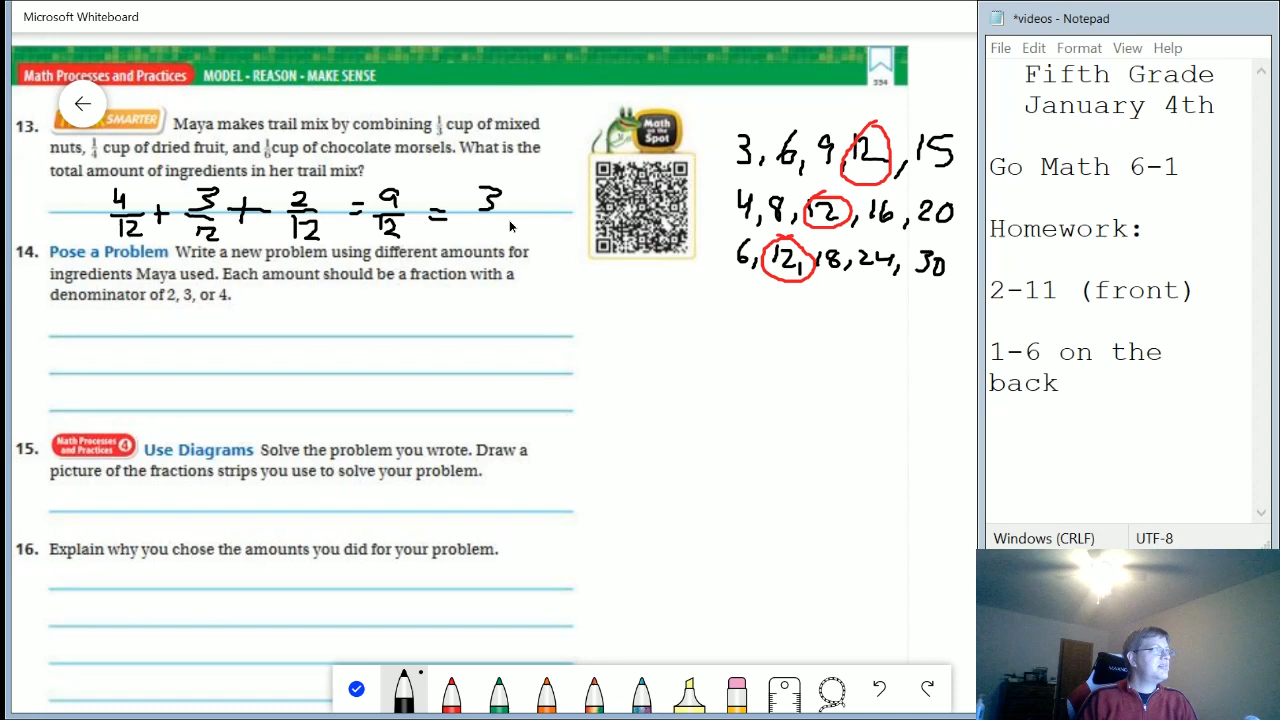 Microsoft Whiteboard
*videos - Notepad
File Edit Format View Help
Math Processes and Practices MODEL • REASON • MAKE SENSE
554
13. SMARTER Maya makes trail mix by combining 1/3 cup of mixed
nuts, 1/4 cup of dried fruit, and 1/6 cup of chocolate morsels. What is the
total amount of ingredients in her trail mix?
4/12 + 3/12 + 2/12 = 9/12 = 3
Math on the Spot
3, 6, 9, 12, 15
4, 8, 12, 16, 20
6, 12, 18, 24, 30
14. Pose a Problem Write a new problem using different amounts for
ingredients Maya used. Each amount should be a fraction with a
denominator of 2, 3, or 4.
15. Math Processes and Practices 4 Use Diagrams Solve the problem you wrote. Draw a
picture of the fractions strips you use to solve your problem.
16. Explain why you chose the amounts you did for your problem.
Fifth Grade
January 4th
Go Math 6-1
Homework:
2-11 (front)
1-6 on the
back
Windows (CRLF) UTF-8